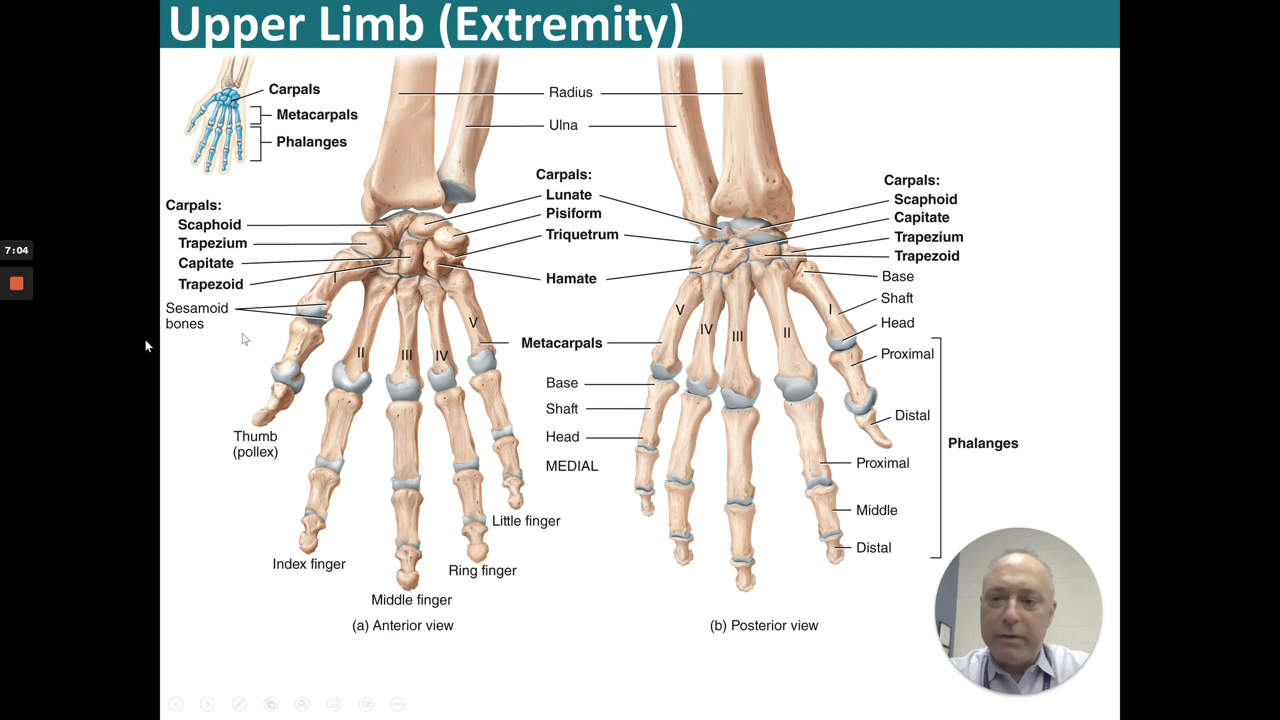 Upper Limb (Extremity)
Carpals
Metacarpals
Phalanges
7:04
Radius
Ulna
Carpals:
Scaphoid
Trapezium
Capitate
Trapezoid
Sesamoid
bones
Carpals:
Lunate
Pisiform
Triquetrum
Hamate
Metacarpals
Base
Shaft
Head
MEDIAL
I
II
III
IV
V
Thumb
(pollex)
Index finger
Middle finger
Ring finger
Little finger
(a) Anterior view
Carpals:
Scaphoid
Capitate
Trapezium
Trapezoid
Base
Shaft
Head
Proximal
Distal
Phalanges
Proximal
Middle
Distal
V
IV
III
II
I
(b) Posterior view